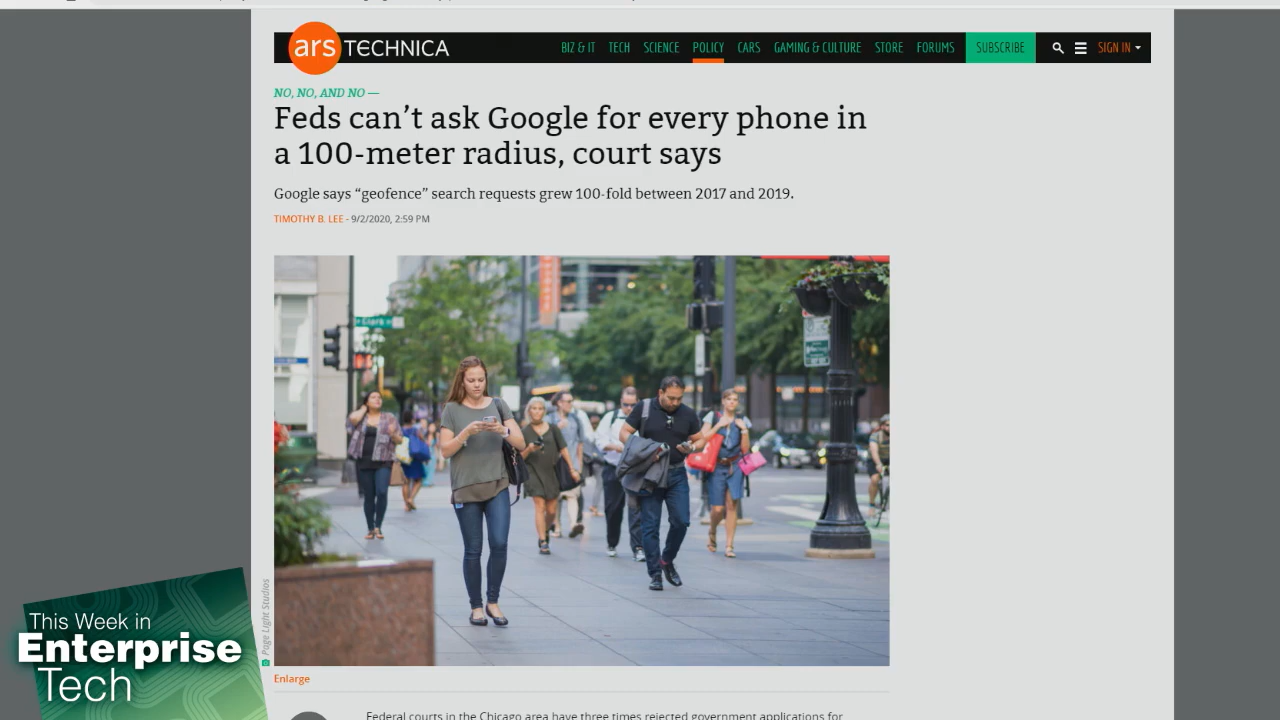 ars TECHNICA
BIZ & IT TECH SCIENCE POLICY CARS GAMING & CULTURE STORE FORUMS SUBSCRIBE SIGN IN
NO, NO, AND NO —
Feds can't ask Google for every phone in
a 100-meter radius, court says
Google says “geofence” search requests grew 100-fold between 2017 and 2019.
TIMOTHY B. LEE - 9/2/2020, 2:59 PM
Page Light Studios
Enlarge
Federal courts in the Chicago area have three times rejected government applications for
This Week in
Enterprise
Tech